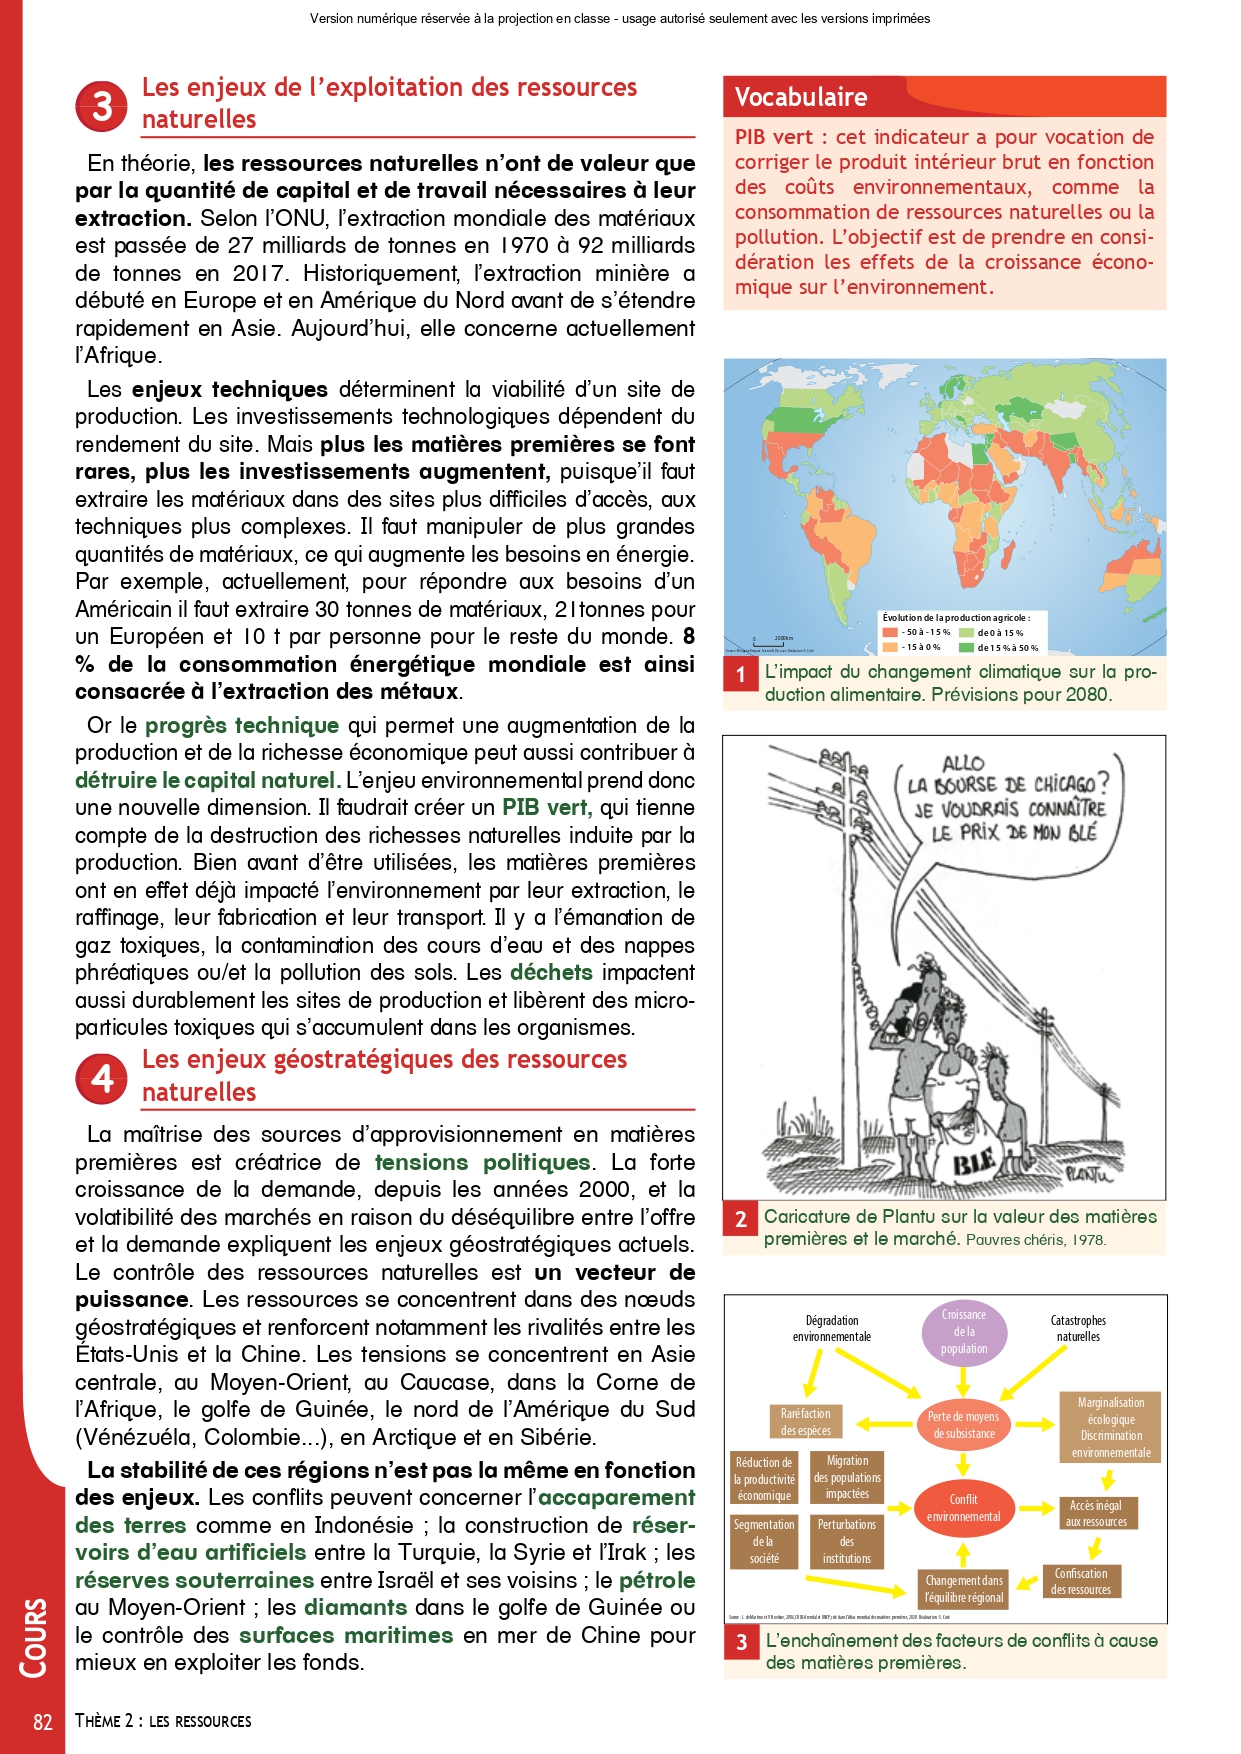 Version numérique réservée à la projection en classe - usage autorisé seulement avec les versions imprimées
3
Les enjeux de l’exploitation des ressources
naturelles
En théorie, les ressources naturelles n’ont de valeur que
par la quantité de capital et de travail nécessaires à leur
extraction. Selon l’ONU, l’extraction mondiale des matériaux
est passée de 27 milliards de tonnes en 1970 à 92 milliards
de tonnes en 2017. Historiquement, l’extraction minière a
débuté en Europe et en Amérique du Nord avant de s’étendre
rapidement en Asie. Aujourd’hui, elle concerne actuellement
l’Afrique.
Les enjeux techniques déterminent la viabilité d’un site de
production. Les investissements technologiques dépendent du
rendement du site. Mais plus les matières premières se font
rares, plus les investissements augmentent, puisque’il faut
extraire les matériaux dans des sites plus difficiles d’accès, aux
techniques plus complexes. Il faut manipuler de plus grandes
quantités de matériaux, ce qui augmente les besoins en énergie.
Par exemple, actuellement, pour répondre aux besoins d’un
Américain il faut extraire 30 tonnes de matériaux, 21tonnes pour
un Européen et 10 t par personne pour le reste du monde. 8
% de la consommation énergétique mondiale est ainsi
consacrée à l’extraction des métaux.
Or le progrès technique qui permet une augmentation de la
production et de la richesse économique peut aussi contribuer à
détruire le capital naturel. L’enjeu environnemental prend donc
une nouvelle dimension. Il faudrait créer un PIB vert, qui tienne
compte de la destruction des richesses naturelles induite par la
production. Bien avant d’être utilisées, les matières premières
ont en effet déjà impacté l’environnement par leur extraction, le
raffinage, leur fabrication et leur transport. Il y a l’émanation de
gaz toxiques, la contamination des cours d’eau et des nappes
phréatiques ou/et la pollution des sols. Les déchets impactent
aussi durablement les sites de production et libèrent des micro-
particules toxiques qui s’accumulent dans les organismes.
4
Les enjeux géostratégiques des ressources
naturelles
La maîtrise des sources d’approvisionnement en matières
premières est créatrice de tensions politiques. La forte
croissance de la demande, depuis les années 2000, et la
volatibilité des marchés en raison du déséquilibre entre l’offre
et la demande expliquent les enjeux géostratégiques actuels.
Le contrôle des ressources naturelles est un vecteur de
puissance. Les ressources se concentrent dans des nœuds
géostratégiques et renforcent notamment les rivalités entre les
États-Unis et la Chine. Les tensions se concentrent en Asie
centrale, au Moyen-Orient, au Caucase, dans la Corne de
l’Afrique, le golfe de Guinée, le nord de l’Amérique du Sud
(Vénézuéla, Colombie...), en Arctique et en Sibérie.
La stabilité de ces régions n’est pas la même en fonction
des enjeux. Les conflits peuvent concerner l’accaparement
des terres comme en Indonésie ; la construction de réser-
voirs d’eau artificiels entre la Turquie, la Syrie et l’Irak ; les
réserves souterraines entre Israël et ses voisins ; le pétrole
au Moyen-Orient ; les diamants dans le golfe de Guinée ou
le contrôle des surfaces maritimes en mer de Chine pour
mieux en exploiter les fonds.
Vocabulaire
PIB vert : cet indicateur a pour vocation de
corriger le produit intérieur brut en fonction
des coûts environnementaux, comme la
consommation de ressources naturelles ou la
pollution. L’objectif est de prendre en consi-
dération les effets de la croissance écono-
mique sur l’environnement.
Évolution de la production agricole :
- 50 à - 15 %
de 0 à 15 %
- 15 à 0 %
de 15 % à 50 %
0 2000 km
1
L’impact du changement climatique sur la pro-
duction alimentaire. Prévisions pour 2080.
ALLO
LA BOURSE DE CHICAGO ?
JE VOUDRAIS CONNAÎTRE
LE PRIX DE MON BLÉ
BLÉ
PLANTU
2
Caricature de Plantu sur la valeur des matières
premières et le marché. Pauvres chéris, 1978.
Dégradation
environnementale
Croissance
de la
population
Catastrophes
naturelles
Raréfaction
des espèces
Perte de moyens
de subsistance
Marginalisation
écologique
Discrimination
environnementale
Réduction de
la productivité
économique
Migration
des populations
impactées
Conflit
environnemental
Accès inégal
aux ressources
Segmentation
de la
société
Perturbations
des
institutions
Changement dans
l’équilibre régional
Confiscation
des ressources
3
L’enchaînement des facteurs de conflits à cause
des matières premières.
COURS
82
THÈME 2 : LES RESSOURCES